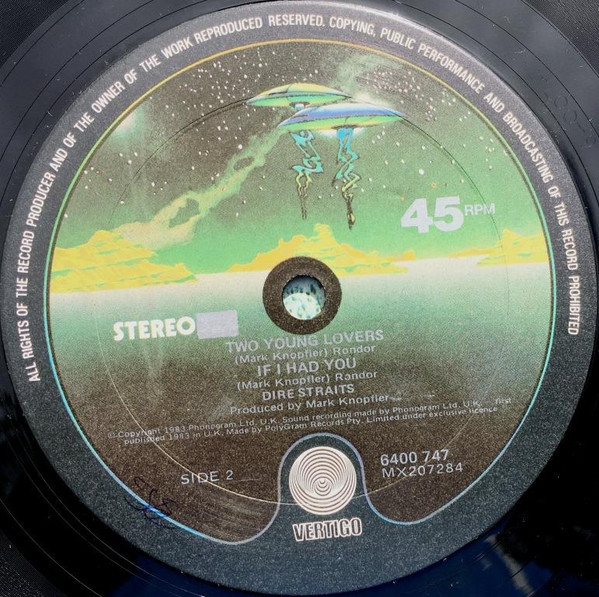 ALL RIGHTS OF THE RECORD PRODUCER AND OF THE OWNER OF THE WORK REPRODUCED RESERVED. COPYING, PUBLIC PERFORMANCE AND BROADCASTING OF THIS RECORD PROHIBITED
45 RPM
STEREO
TWO YOUNG LOVERS
(Mark Knopfler) Rondor
IF I HAD YOU
(Mark Knopfler) Rondor
DIRE STRAITS
Produced by Mark Knopfler
© Copyright 1983 Phonogram Ltd. U.K. Sound recording made by Phonogram Ltd. U.K. first
published 1983 in U.K. Made by PolyGram Records Pty. Limited under exclusive licence
SIDE 2
6400 747
MX207284
VERTIGO